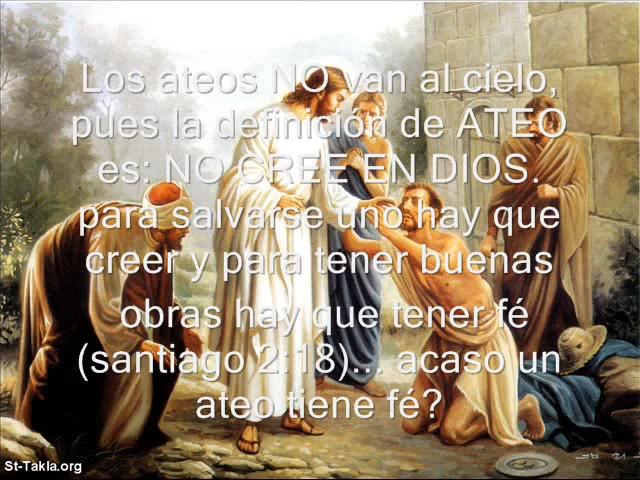 Los ateos NO van al cielo,
pues la definición de ATEO
es: NO CREE EN DIOS.
para salvarse uno hay que
creer y para tener buenas
obras hay que tener fé
(santiago 2:18)... acaso un
ateo tiene fé?
St-Takla.org